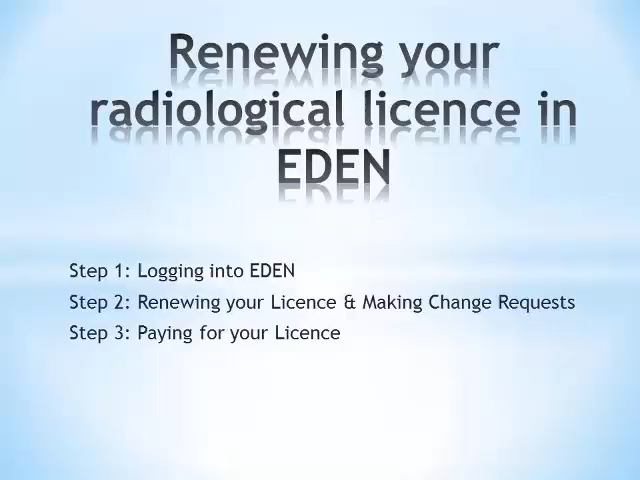 Renewing your
radiological licence in
EDEN
Step 1: Logging into EDEN
Step 2: Renewing your Licence & Making Change Requests
Step 3: Paying for your Licence